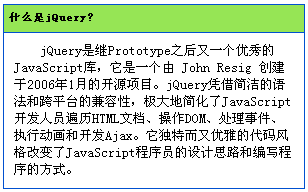 什么是jQuery?
jQuery是继Prototype之后又一个优秀的
JavaScript库，它是一个由 John Resig 创建
于2006年1月的开源项目。jQuery凭借简洁的语
法和跨平台的兼容性，极大地简化了JavaScript
开发人员遍历HTML文档、操作DOM、处理事件、
执行动画和开发Ajax。它独特而又优雅的代码风
格改变了JavaScript程序员的设计思路和编写程
序的方式。